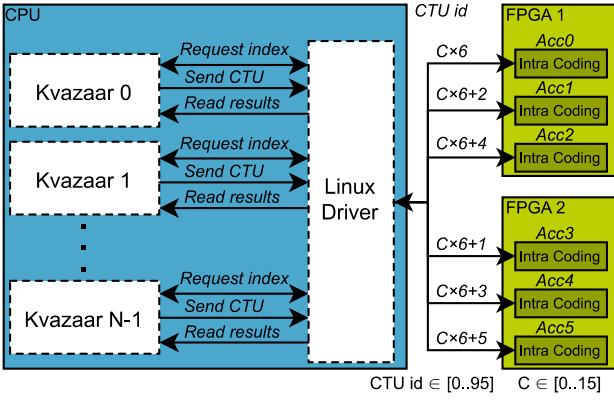 CPU
Kvazaar 0
Request index
Send CTU
Read results
Kvazaar 1
Request index
Send CTU
Read results
Kvazaar N-1
Request index
Send CTU
Read results
Linux
Driver
CTU id
C×6
C×6+2
C×6+4
C×6+1
C×6+3
C×6+5
FPGA 1
Acc0
Intra Coding
Acc1
Intra Coding
Acc2
Intra Coding
FPGA 2
Acc3
Intra Coding
Acc4
Intra Coding
Acc5
Intra Coding
CTU id ∈ [0..95] C ∈ [0..15]